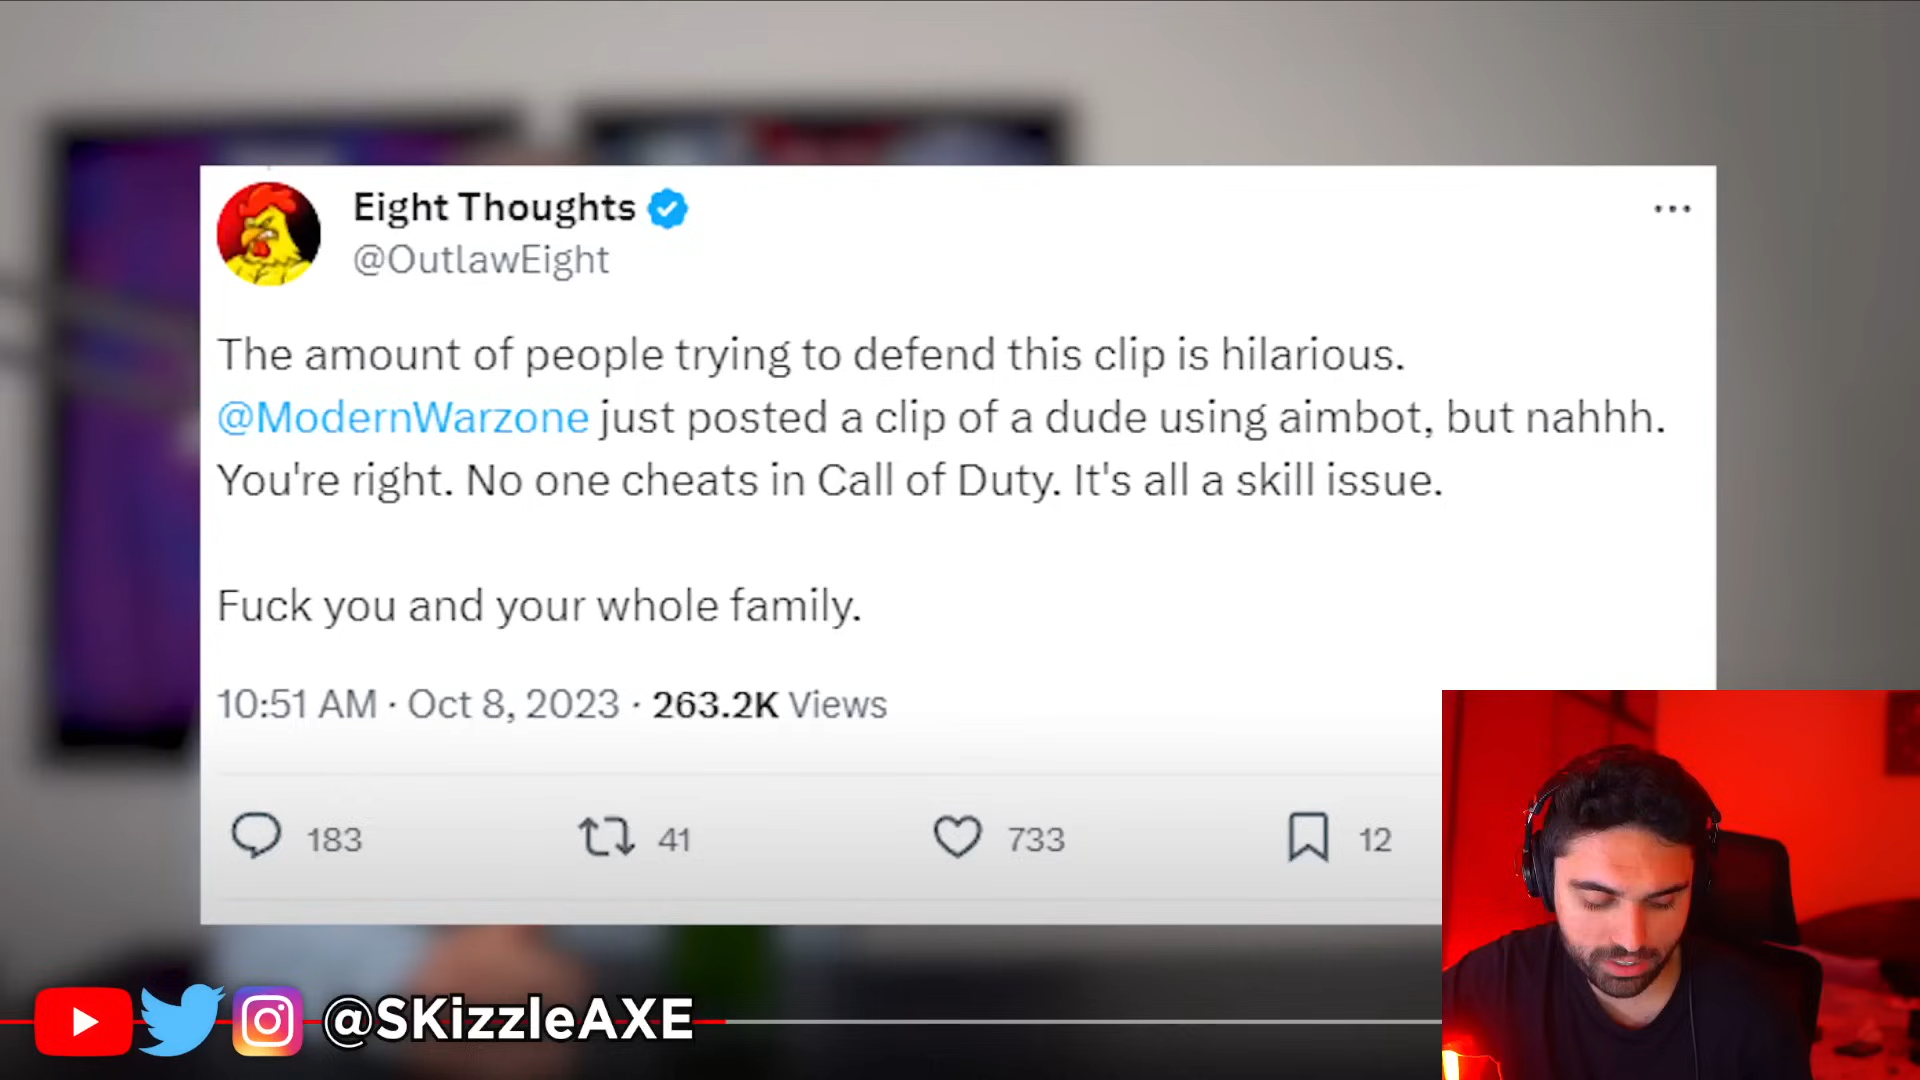 Eight Thoughts
@OutlawEight
The amount of people trying to defend this clip is hilarious.
@ModernWarzone just posted a clip of a dude using aimbot, but nahhh.
You're right. No one cheats in Call of Duty. It's all a skill issue.
Fuck you and your whole family.
10:51 AM · Oct 8, 2023 · 263.2K Views
183 41 733 12
@SKizzleAXE